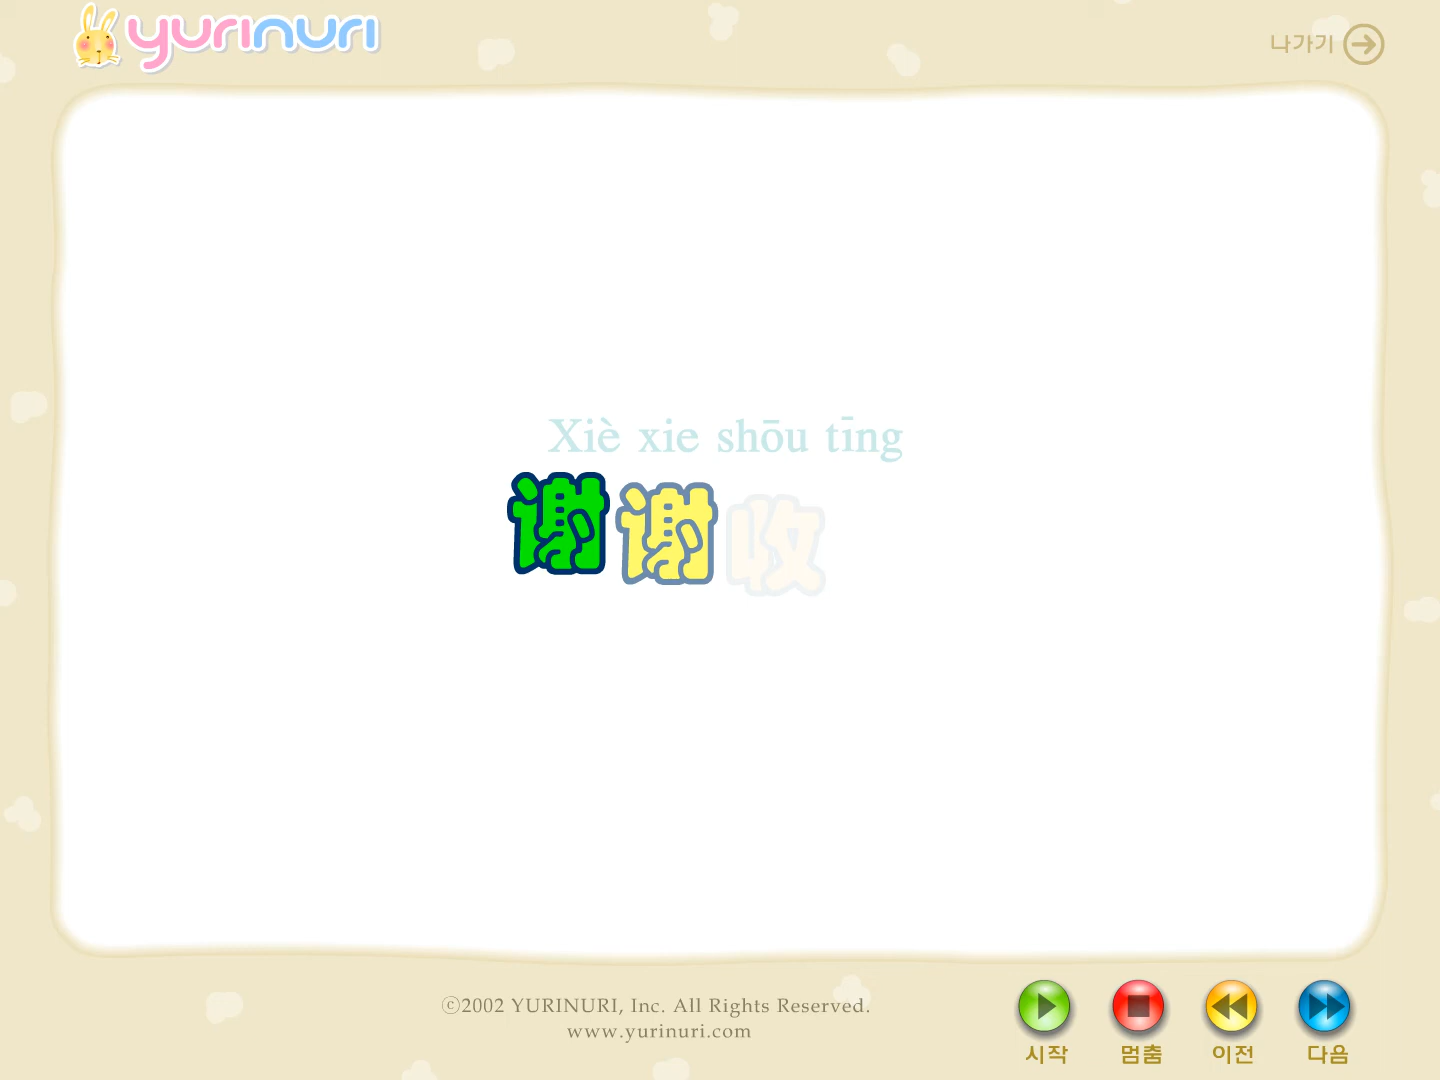 yurinuri
나가기
Xiè xie shōu tīng
谢谢收
ⓒ2002 YURINURI, Inc. All Rights Reserved.
www.yurinuri.com
시작 멈춤 이전 다음